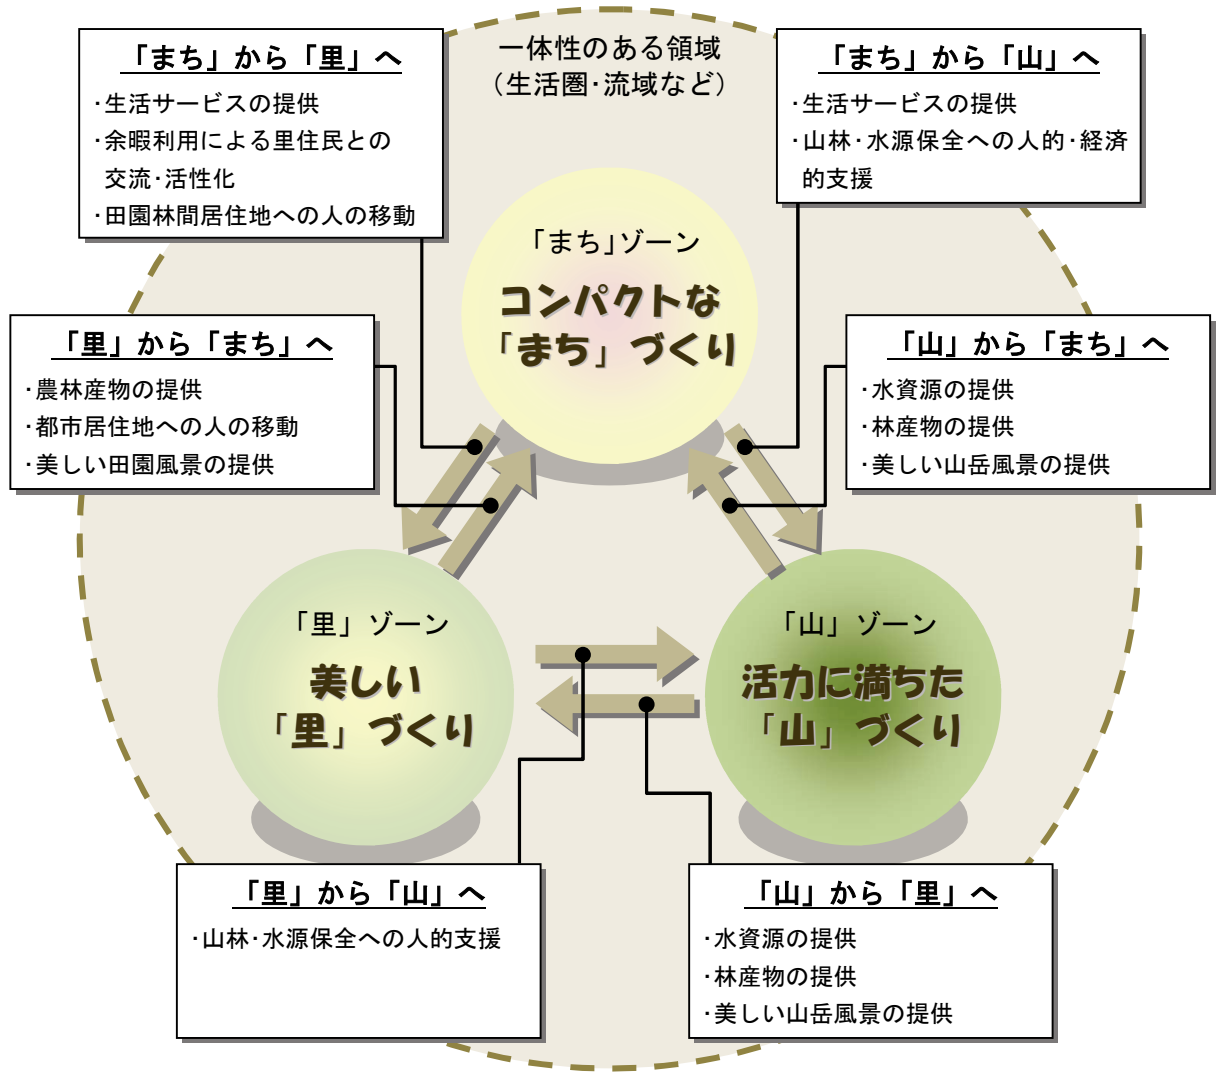 一体性のある領域
（生活圏･流域など）
「まち」から「里」へ
･生活サービスの提供
･余暇利用による里住民との
交流･活性化
･田園林間居住地への人の移動
「まち」から「山」へ
･生活サービスの提供
･山林･水源保全への人的･経済
的支援
「まち」ゾーン
コンパクトな
「まち」づくり
「里」から「まち」へ
･農林産物の提供
･都市居住地への人の移動
･美しい田園風景の提供
「山」から「まち」へ
･水資源の提供
･林産物の提供
･美しい山岳風景の提供
「里」ゾーン
美しい
「里」づくり
「山」ゾーン
活力に満ちた
「山」づくり
「里」から「山」へ
･山林･水源保全への人的支援
「山」から「里」へ
･水資源の提供
･林産物の提供
･美しい山岳風景の提供